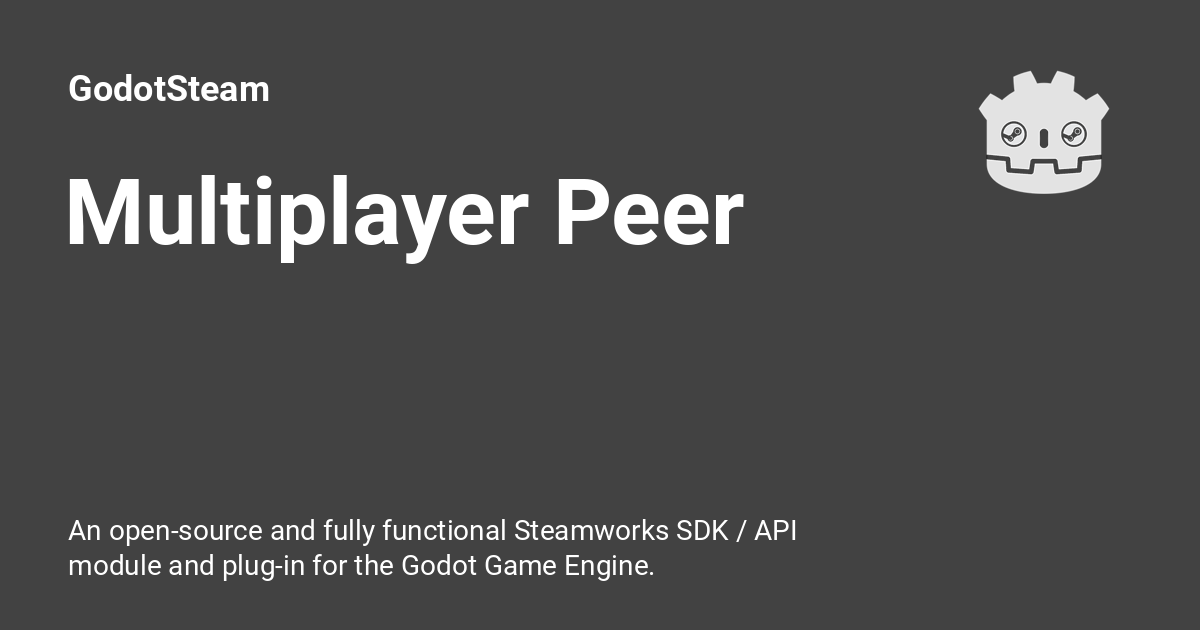 GodotSteam
Multiplayer Peer
An open-source and fully functional Steamworks SDK / API
module and plug-in for the Godot Game Engine.